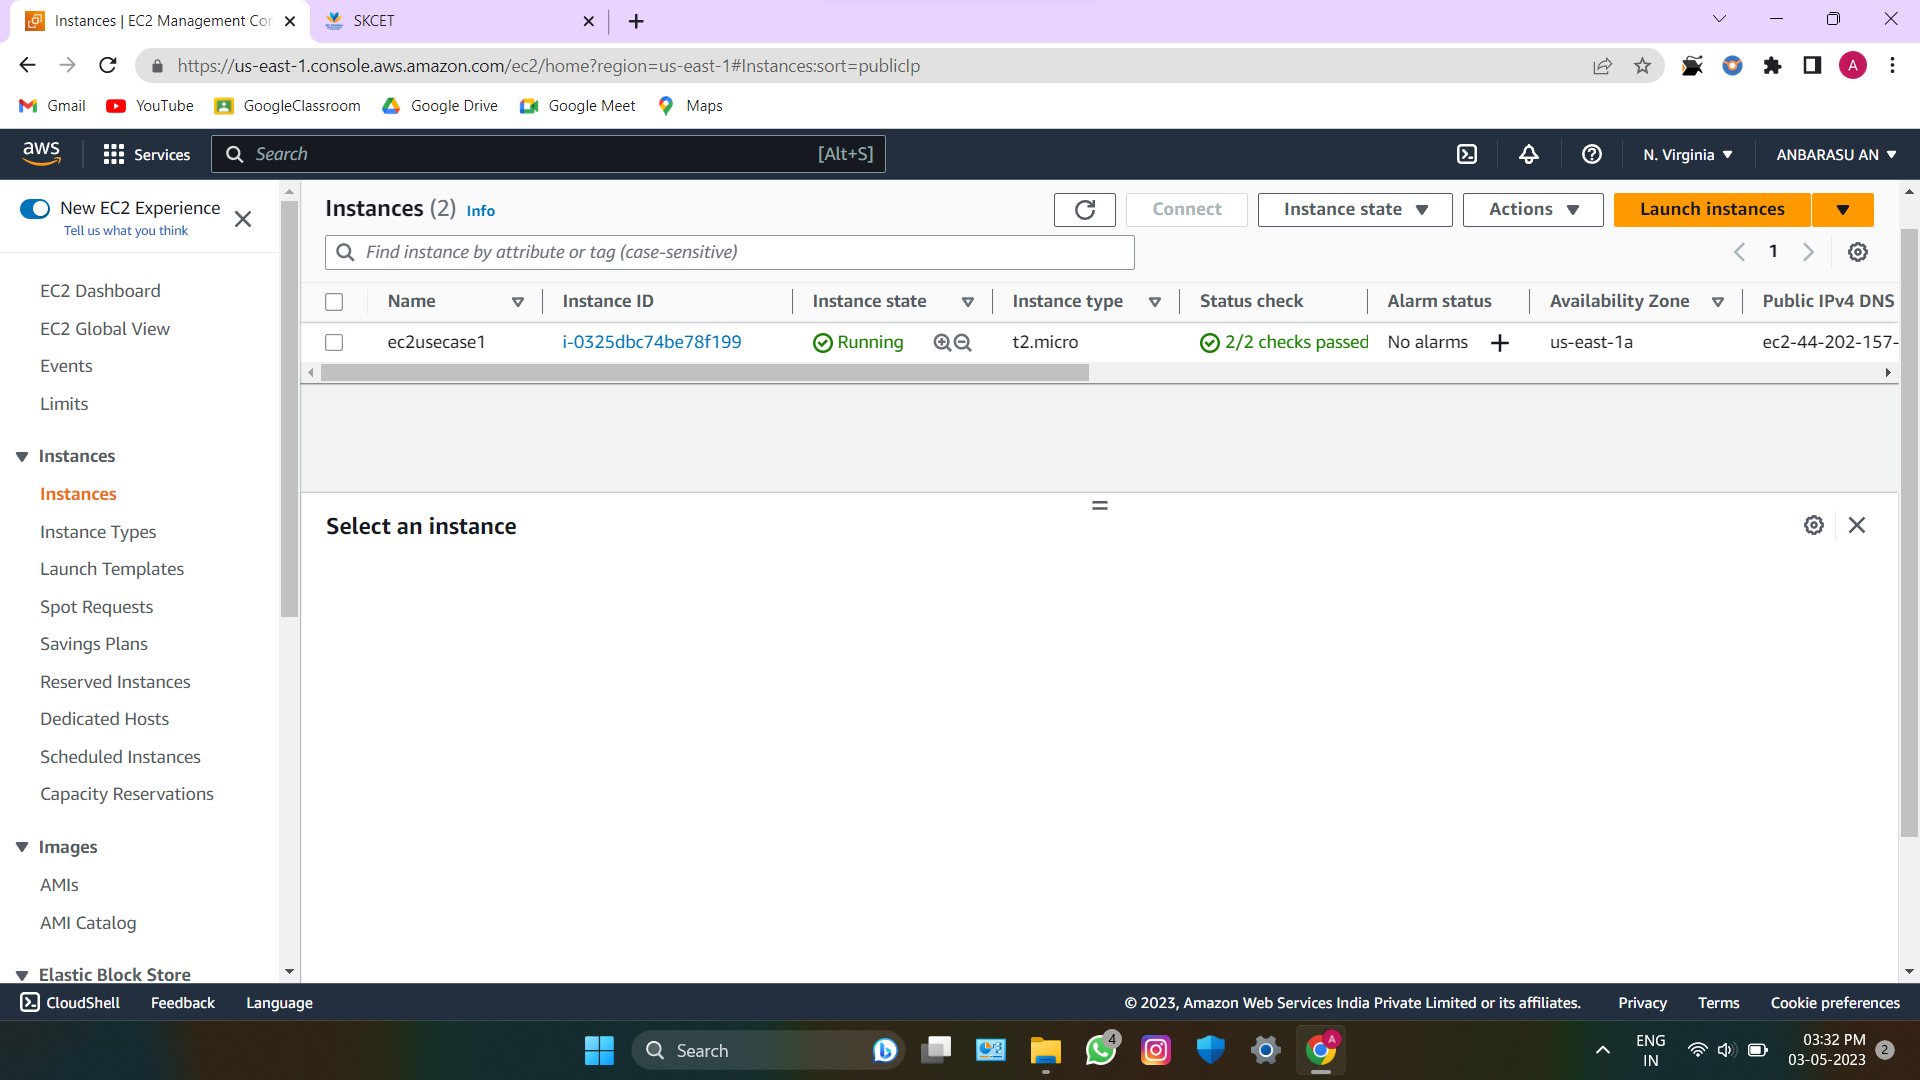 Instances | EC2 Management Con
SKCET
https://us-east-1.console.aws.amazon.com/ec2/home?region=us-east-1#Instances:sort=publicIp
A
Gmail
YouTube
GoogleClassroom
Google Drive
Google Meet
Maps
aws
Services
Search
[Alt+S]
N. Virginia
ANBARASU AN
New EC2 Experience
Tell us what you think
EC2 Dashboard
EC2 Global View
Events
Limits
Instances
Instances
Instance Types
Launch Templates
Spot Requests
Savings Plans
Reserved Instances
Dedicated Hosts
Scheduled Instances
Capacity Reservations
Images
AMIs
AMI Catalog
Elastic Block Store
Instances (2) Info
Connect
Instance state
Actions
Launch instances
Find instance by attribute or tag (case-sensitive)
1
Name
Instance ID
Instance state
Instance type
Status check
Alarm status
Availability Zone
Public IPv4 DNS
ec2usecase1
i-0325dbc74be78f199
Running
t2.micro
2/2 checks passed
No alarms
us-east-1a
ec2-44-202-157-
Select an instance
CloudShell
Feedback
Language
© 2023, Amazon Web Services India Private Limited or its affiliates.
Privacy
Terms
Cookie preferences
Search
4
A
ENG
IN
03:32 PM
03-05-2023
2